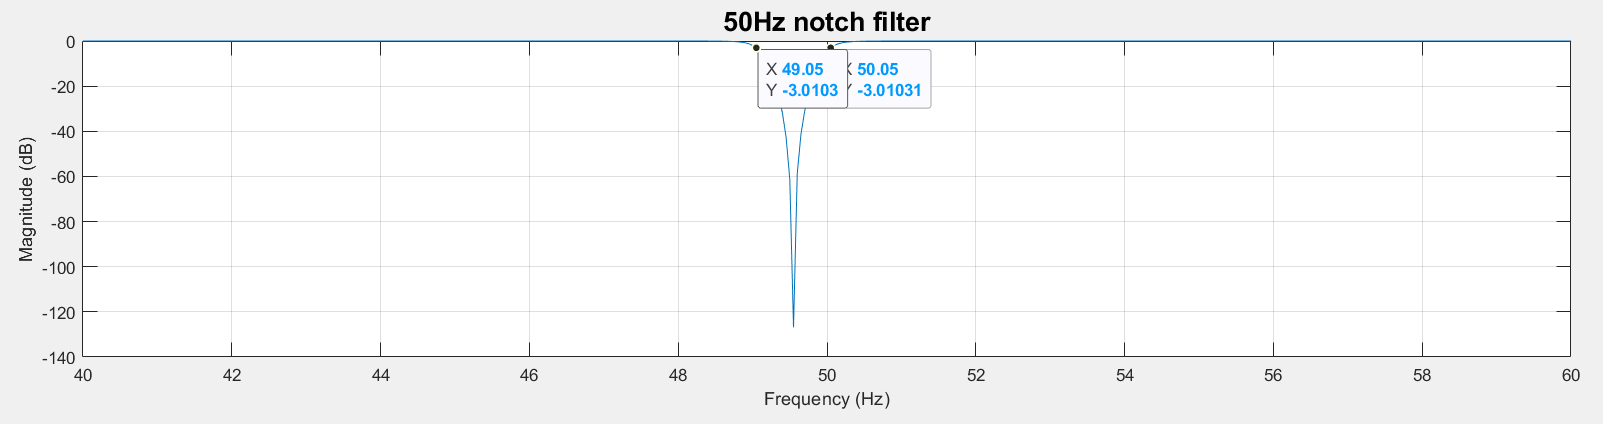 50Hz notch filter
0
-20
-40
-60
-80
-100
-120
-140
Magnitude (dB)
X 49.05
Y -3.0103
X 50.05
Y -3.01031
40 42 44 46 48 50 52 54 56 58 60
Frequency (Hz)